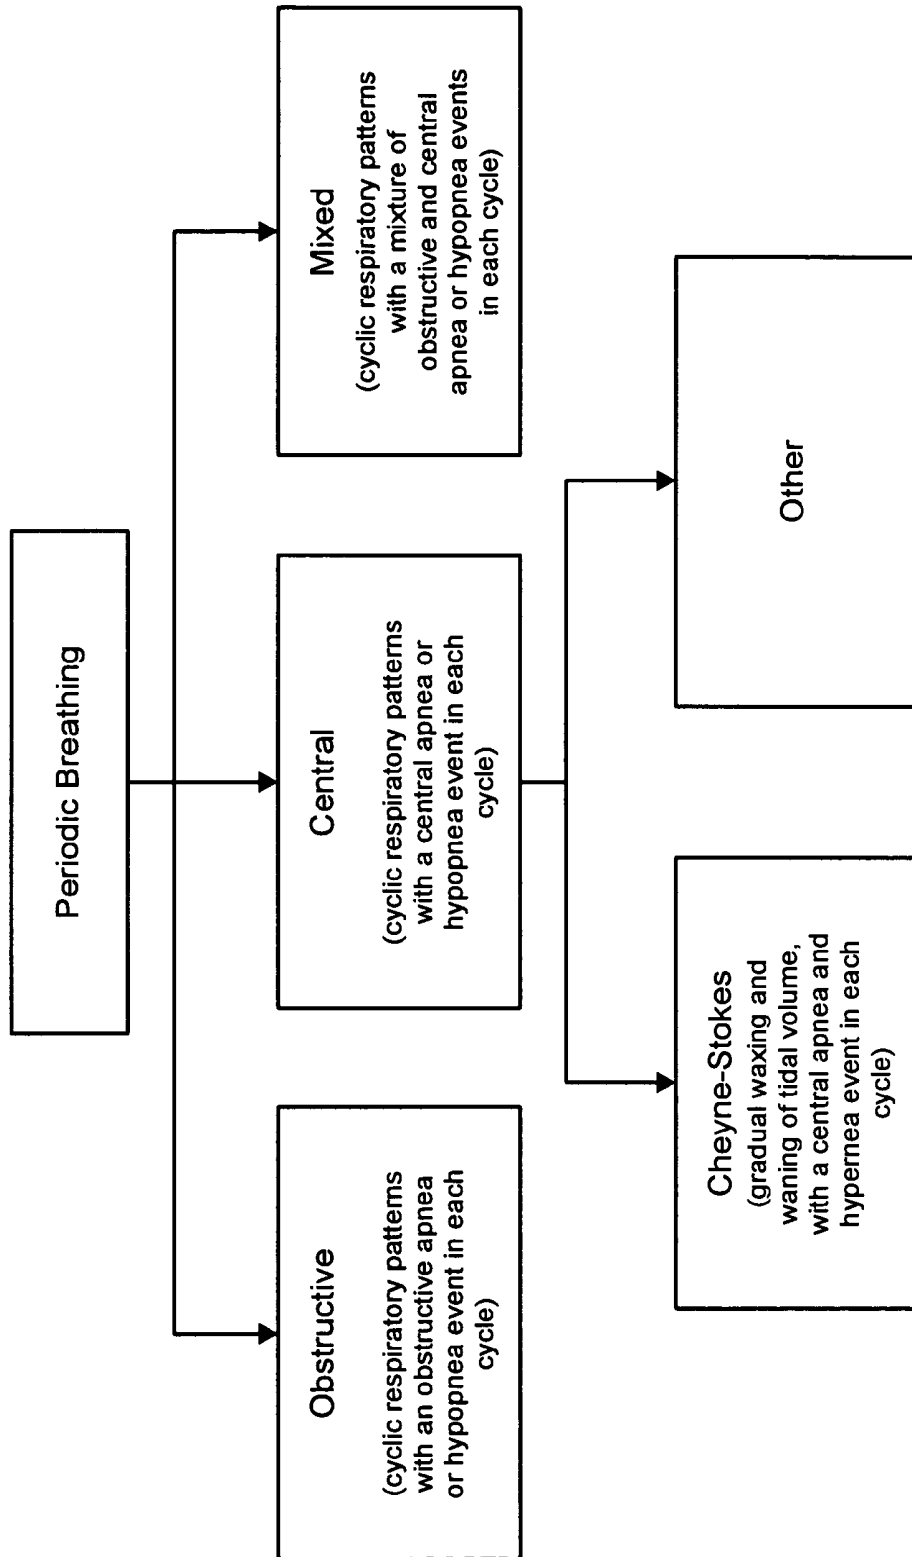 Periodic Breathing
Obstructive
(cyclic respiratory patterns
with an obstructive apnea
or hypopnea event in each
cycle)
Central
(cyclic respiratory patterns
with a central apnea or
hypopnea event in each
cycle)
Mixed
(cyclic respiratory patterns
with a mixture of
obstructive and central
apnea or hypopnea events
in each cycle)
Cheyne-Stokes
(gradual waxing and
waning of tidal volume,
with a central apnea and
hypernea event in each
cycle)
Other